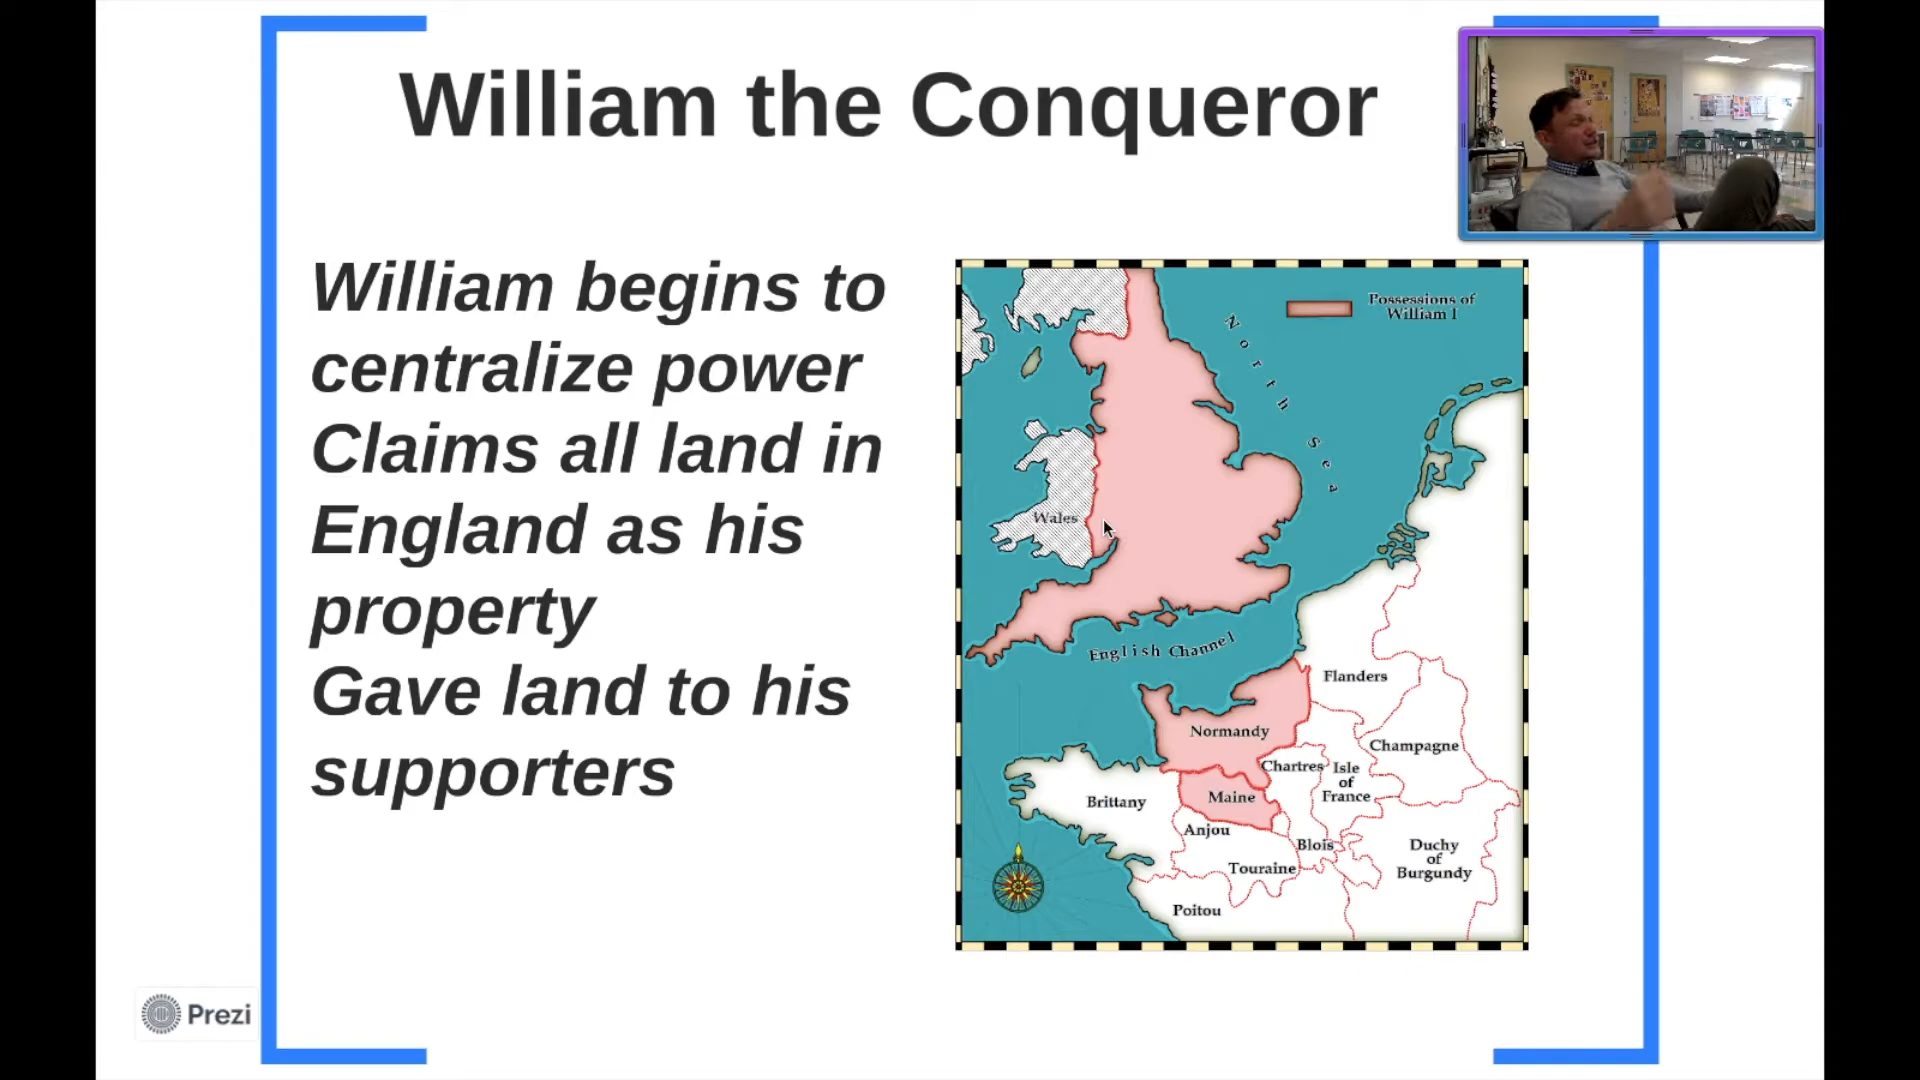 William the Conqueror
William begins to
centralize power
Claims all land in
England as his
property
Gave land to his
supporters
Possessions of
William I
North Sea
Wales
English Channel
Flanders
Normandy
Champagne
Chartres
Isle
of
France
Maine
Brittany
Anjou
Blois
Duchy
of
Burgundy
Touraine
Poitou
Prezi